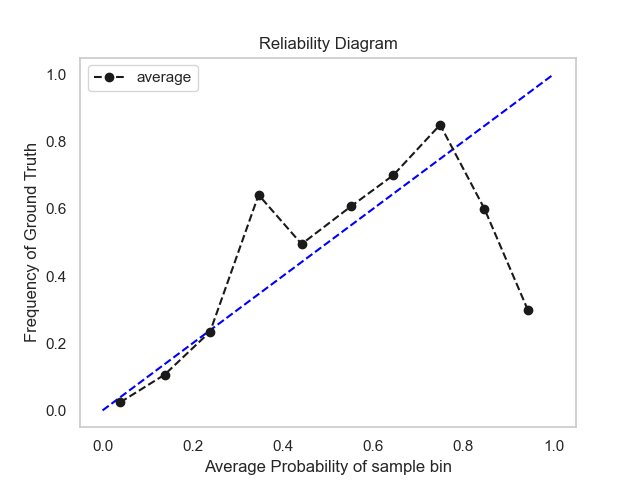 Reliability Diagram
average
Frequency of Ground Truth
1.0
0.8
0.6
0.4
0.2
0.0
0.0 0.2 0.4 0.6 0.8 1.0
Average Probability of sample bin